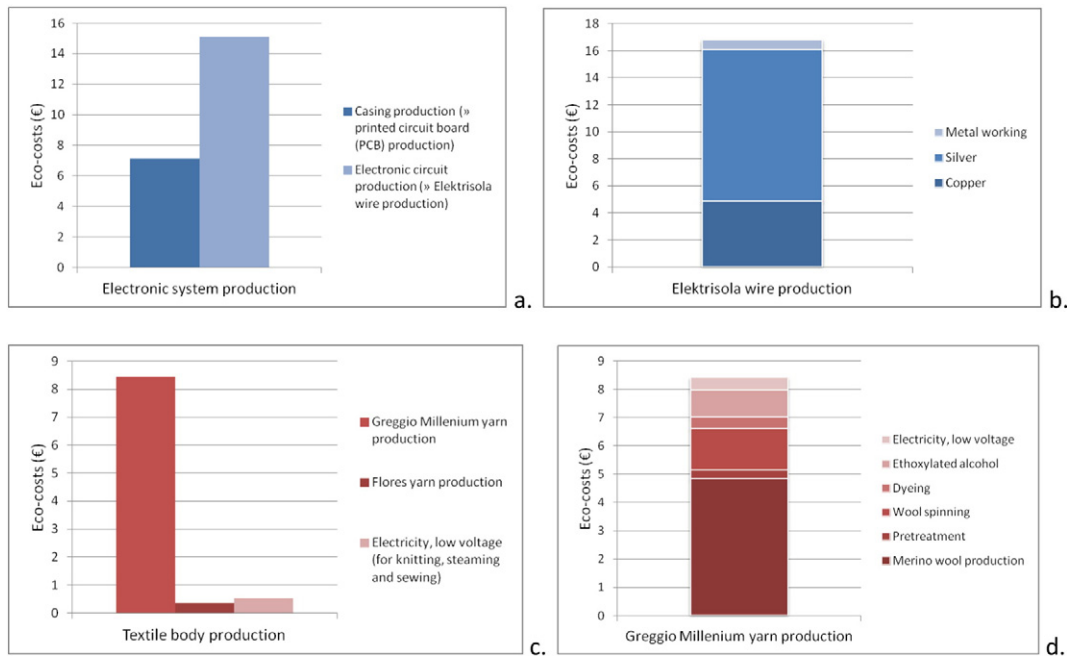 16
14
12
10
8
6
4
2
0
Eco-costs (€)
Casing production (»
printed circuit board
(PCB) production)
Electronic circuit
production (» Elektrisola
wire production)
Electronic system production
a.
18
16
14
12
10
8
6
4
2
0
Eco-costs (€)
Metal working
Silver
Copper
Elektrisola wire production
b.
9
8
7
6
5
4
3
2
1
0
Eco-costs (€)
Greggio Millenium yarn
production
Flores yarn production
Electricity, low voltage
(for knitting, steaming
and sewing)
Textile body production
c.
9
8
7
6
5
4
3
2
1
0
Eco-costs (€)
Electricity, low voltage
Ethoxylated alcohol
Dyeing
Wool spinning
Pretreatment
Merino wool production
Greggio Millenium yarn production
d.